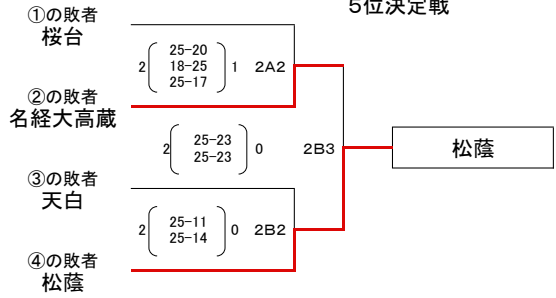 5位決定戦
①の敗者
桜台
2 25-20 1 2A2
18-25
25-17
②の敗者
名経大高蔵
2 25-23 0 2B3
25-23
松蔭
③の敗者
天白
2 25-11 0 2B2
25-14
④の敗者
松蔭